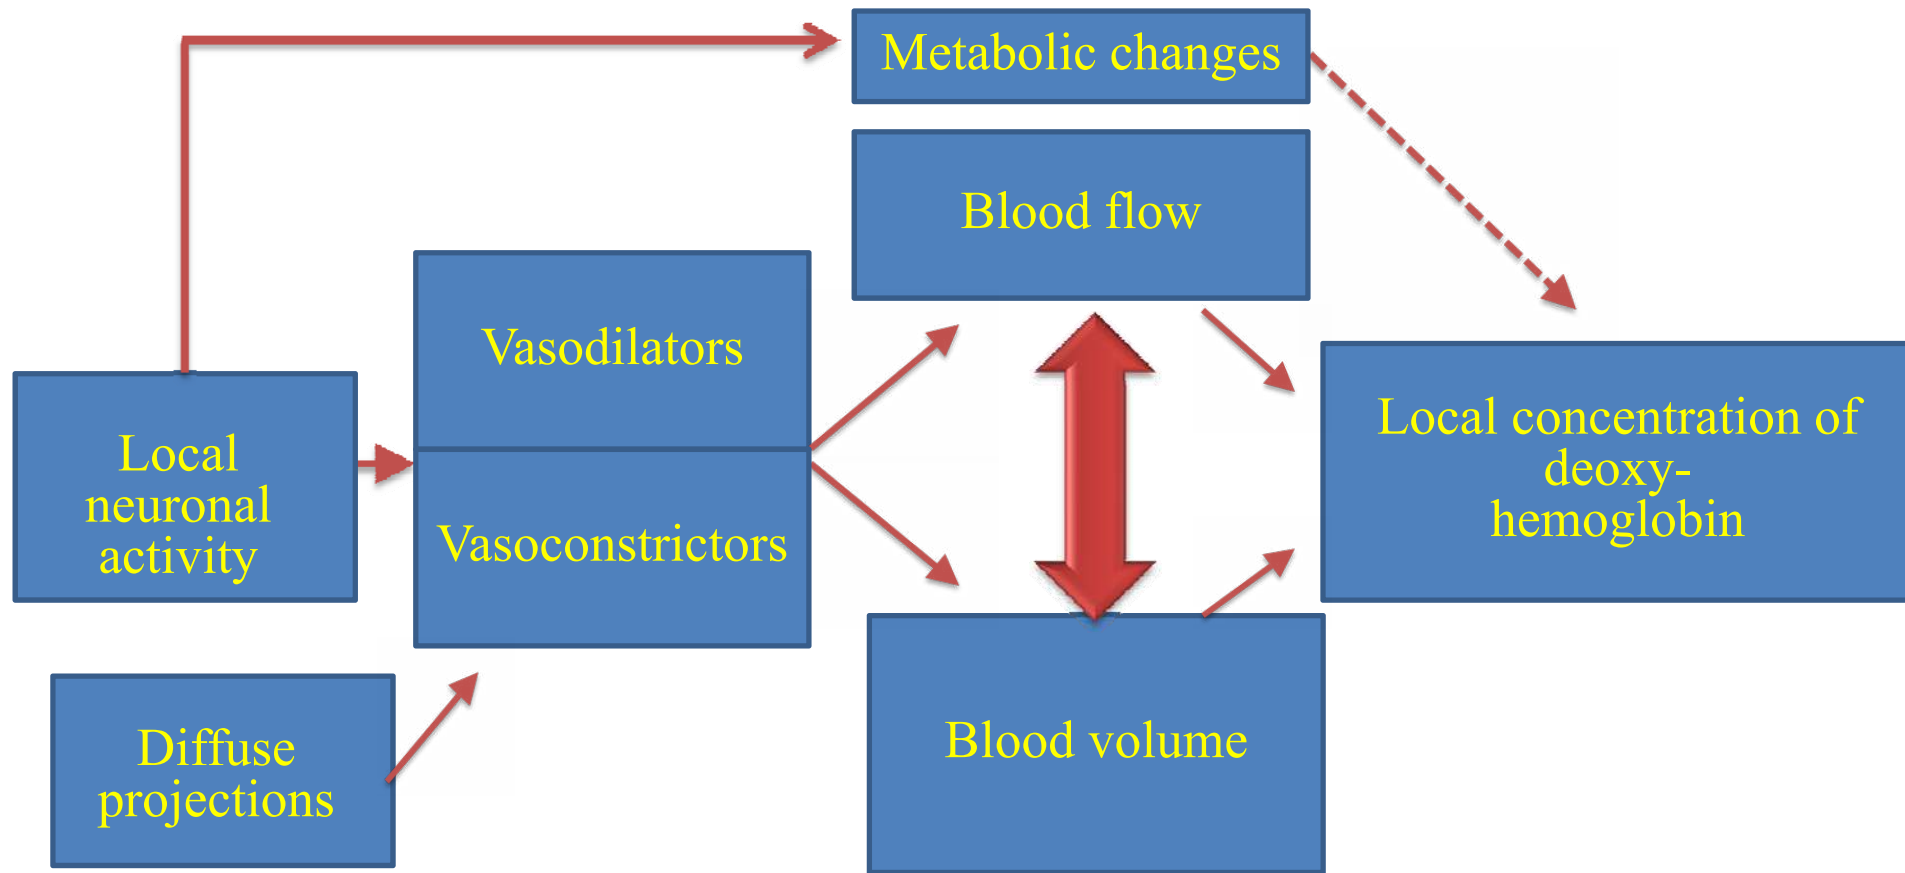 Metabolic changes
Blood flow
Vasodilators
Vasoconstrictors
Local
neuronal
activity
Local concentration of
deoxy-
hemoglobin
Diffuse
projections
Blood volume